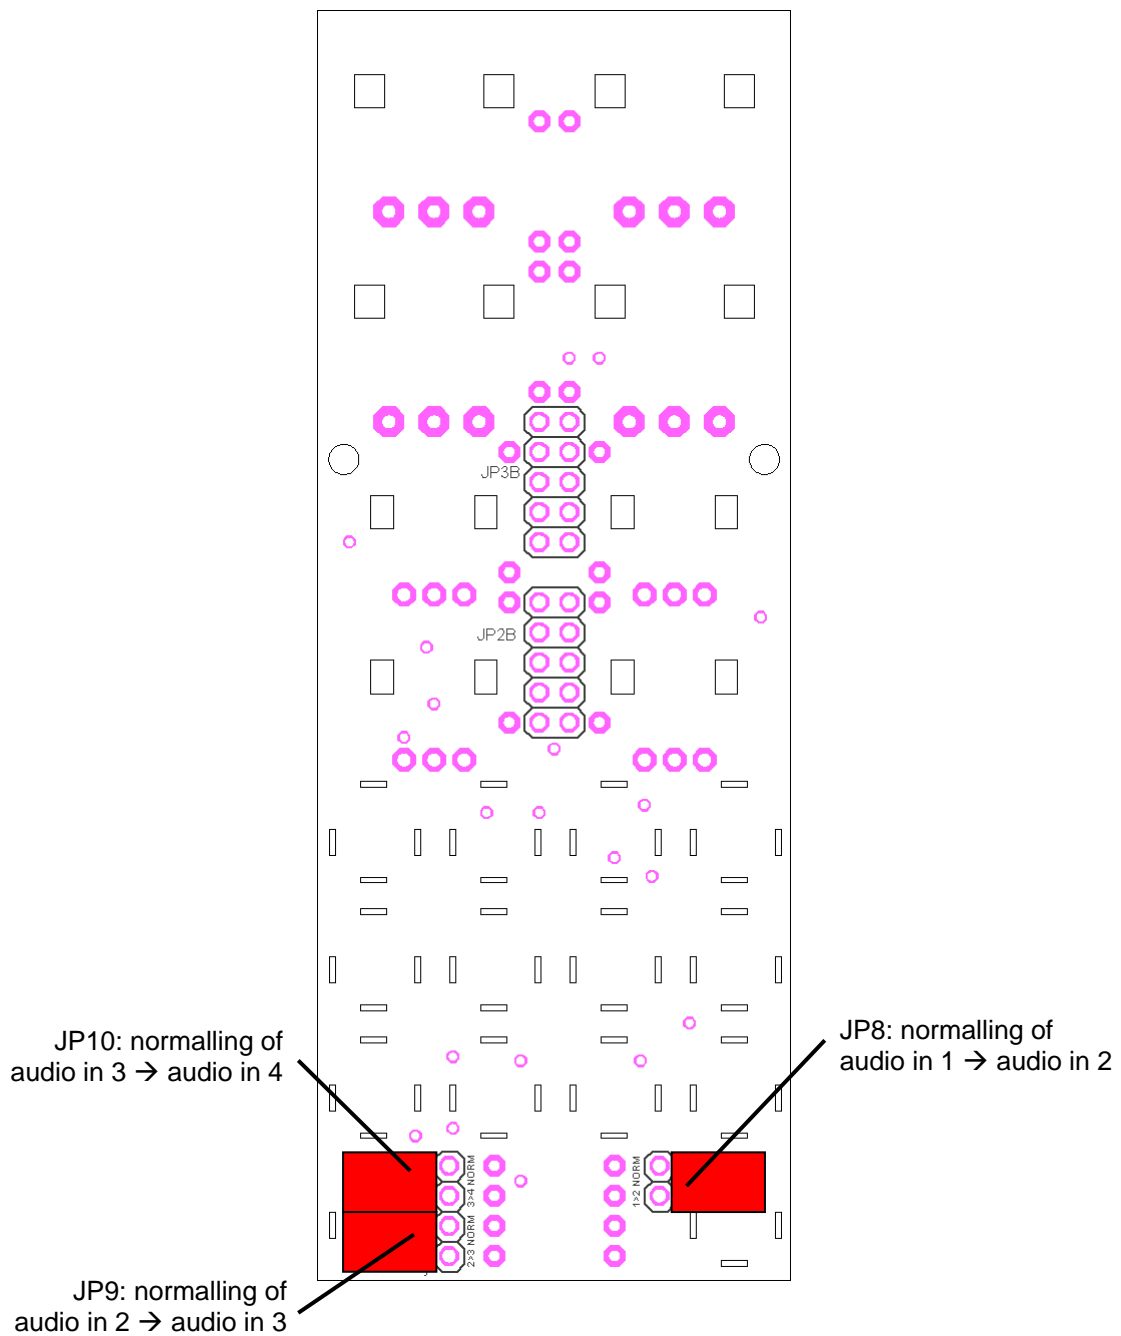 JP3B
JP2B
JP10: normalling of
audio in 3 → audio in 4
JP8: normalling of
audio in 1 → audio in 2
3>4 NORM
1>2 NORM
2>3 NORM
JP9: normalling of
audio in 2 → audio in 3